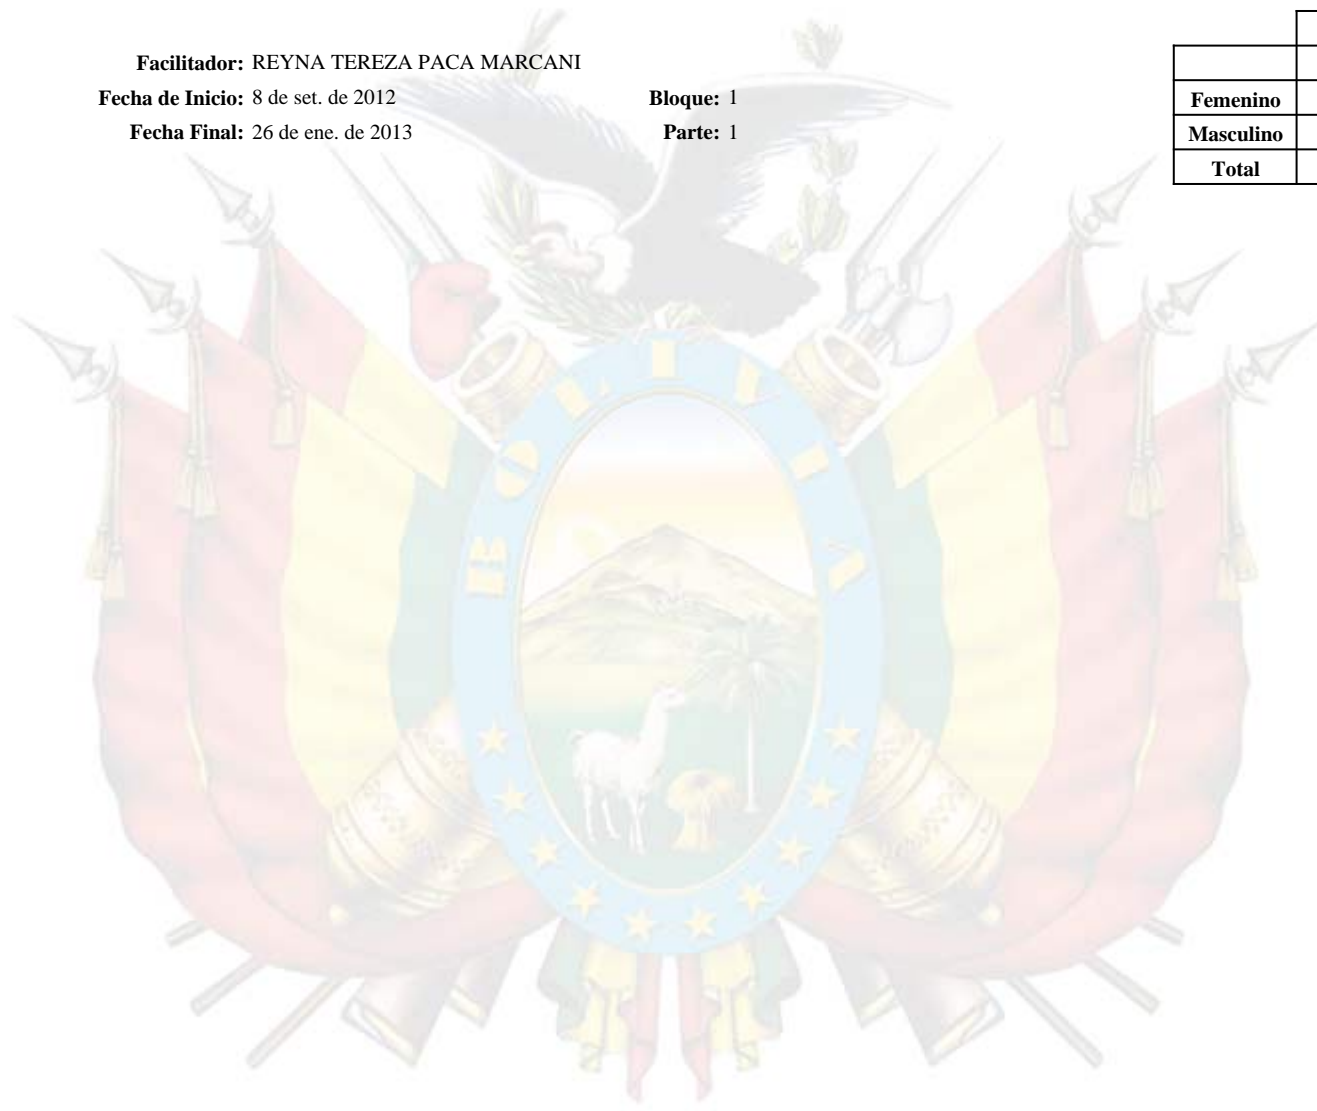 Facilitador: REYNA TEREZA PACA MARCANI
Fecha de Inicio: 8 de set. de 2012 Bloque: 1
Fecha Final: 26 de ene. de 2013 Parte: 1
Femenino
Masculino
Total
BOLIVIA